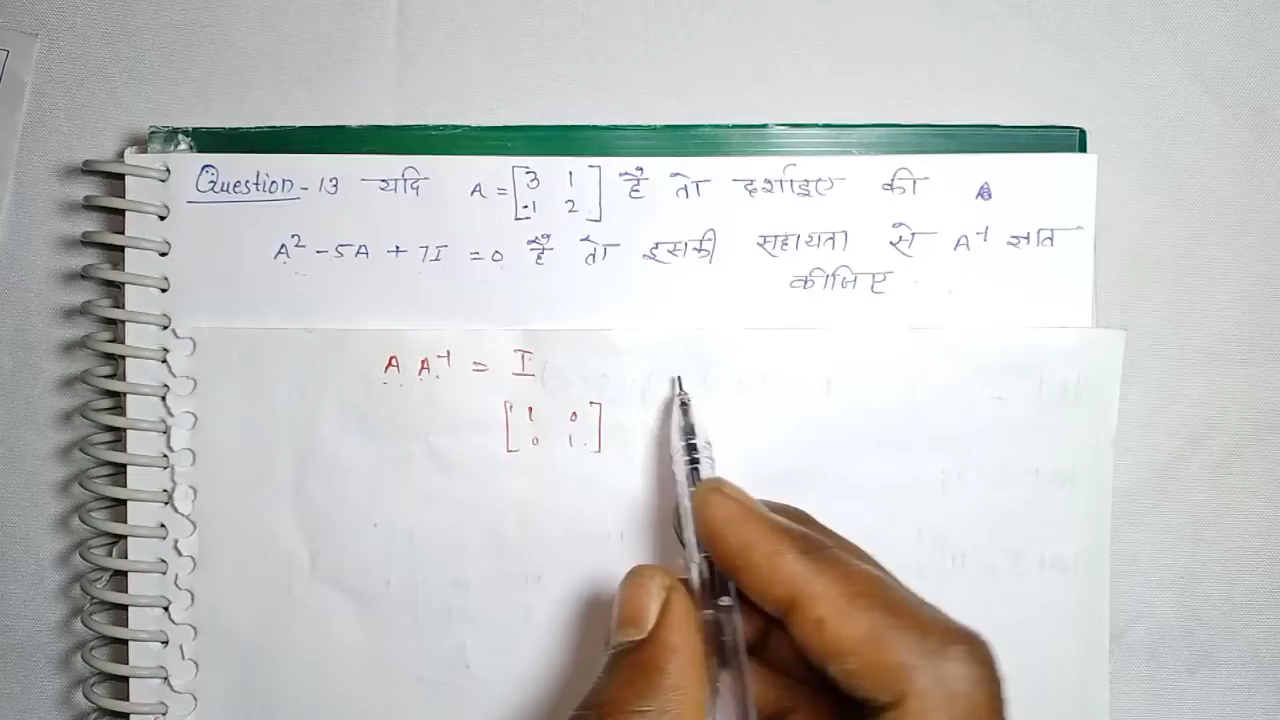 Question-13 यदि A = [3 1 -1 2] है तो दर्शाइए की
A² - 5A + 7I = 0 है तो इसकी सहायता से A⁻¹ ज्ञात
कीजिए
A A⁻¹ = I
[1 0
0 1]